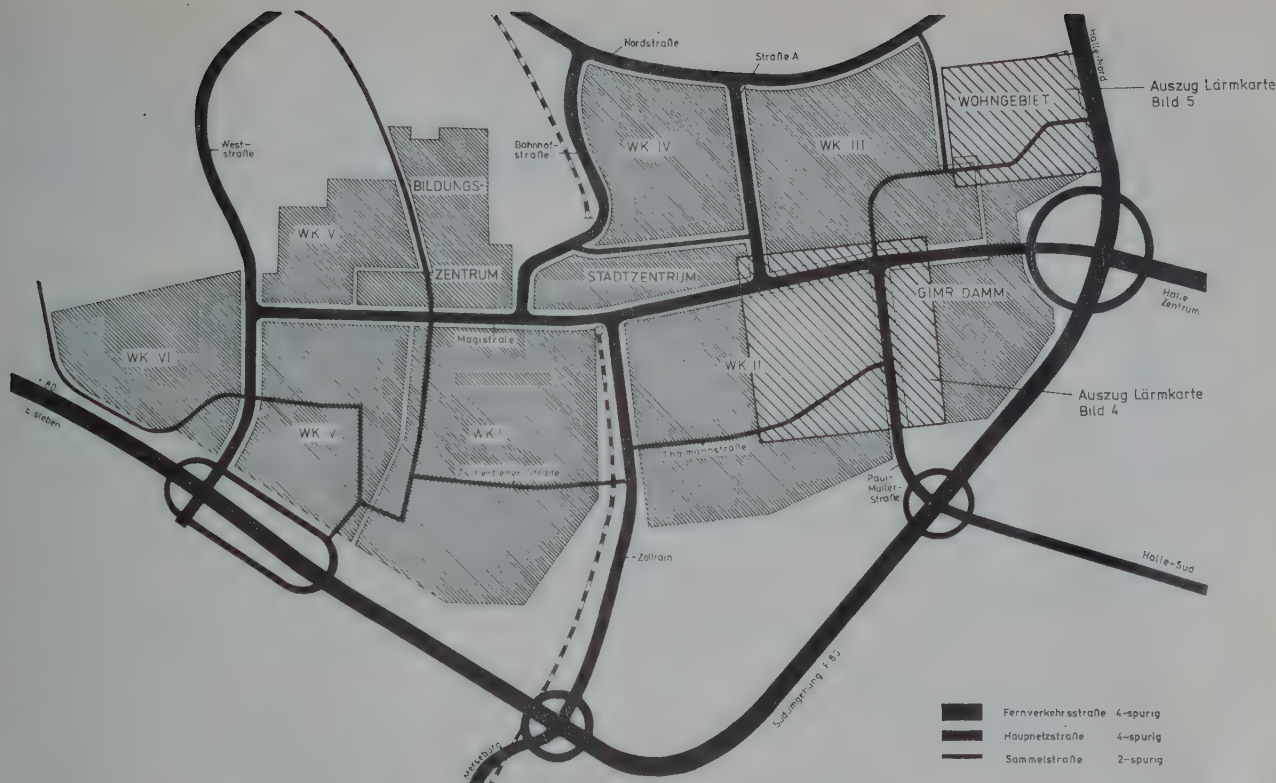 Nordstraße
Straße A
Halle-Nord
Auszug Lärmkarte
Bild 5
WOHNGEBIET
West-
straße
Bahnhof-
straße
WK IV
WK III
BILDUNGS-
WK V
ZENTRUM
STADTZENTRUM
GIMR. DAMM
Halle
Zentrum
Magistrale
WK VI
WK II
Auszug Lärmkarte
Bild 4
WK V
WK I
Paul-
Müller-
Straße
Zollrain
Halle-Süd
Südumgehung F 80
Merseburg
Fernverkehrsstraße 4-spurig
Haupnetzstraße 4-spurig
Sammelstraße 2-spurig